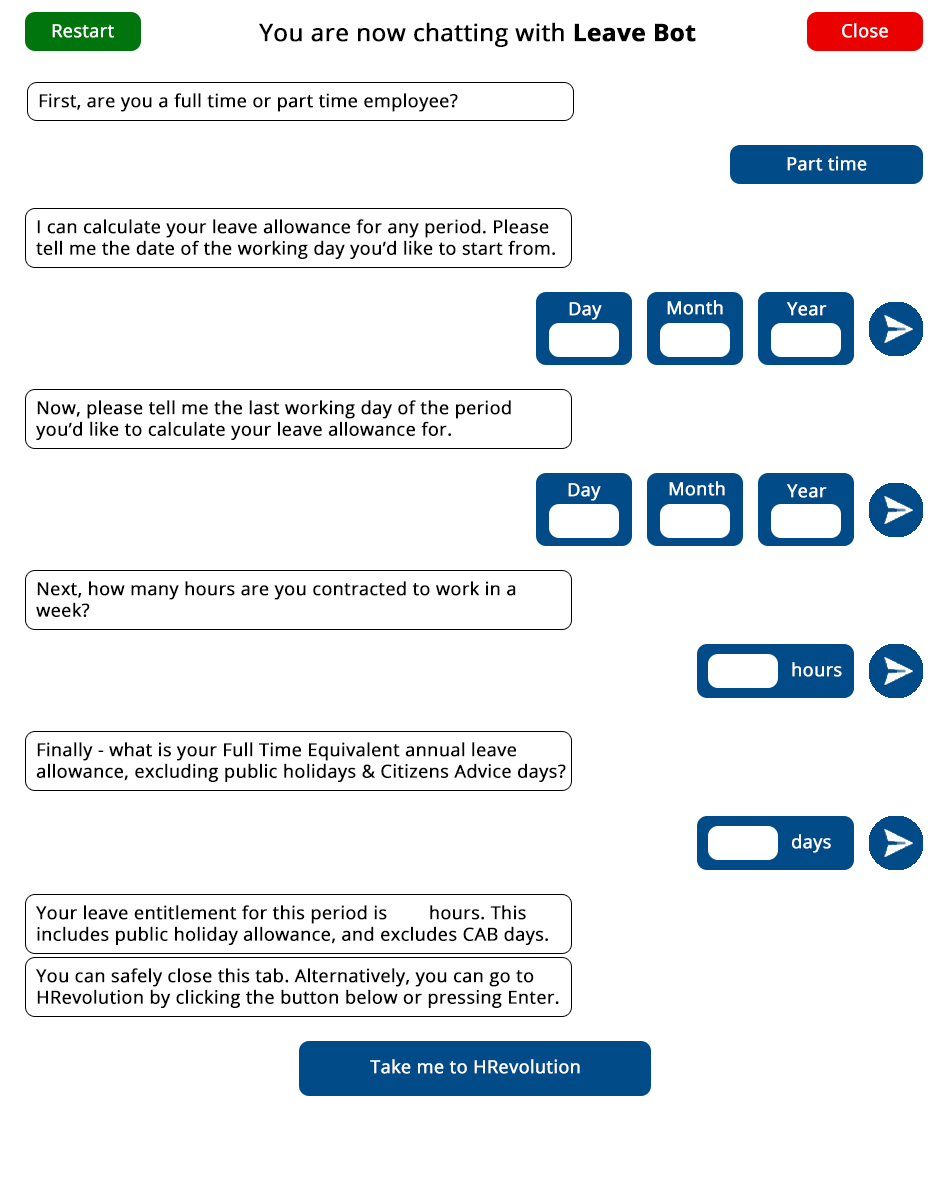 Restart
You are now chatting with Leave Bot
Close
First, are you a full time or part time employee?
Part time
I can calculate your leave allowance for any period. Please
tell me the date of the working day you’d like to start from.
Day
Month
Year
Now, please tell me the last working day of the period
you’d like to calculate your leave allowance for.
Day
Month
Year
Next, how many hours are you contracted to work in a
week?
hours
Finally - what is your Full Time Equivalent annual leave
allowance, excluding public holidays & Citizens Advice days?
days
Your leave entitlement for this period is hours. This
includes public holiday allowance, and excludes CAB days.
You can safely close this tab. Alternatively, you can go to
HRevolution by clicking the button below or pressing Enter.
Take me to HRevolution